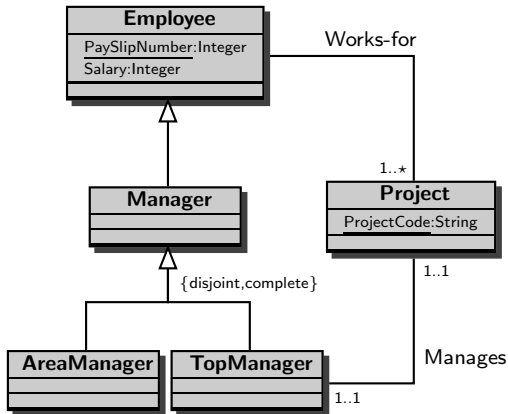 Employee
PaySlipNumber:Integer
Salary:Integer
Works-for
1..⋆
Manager
Project
ProjectCode:String
{disjoint,complete}
1..1
AreaManager
TopManager
Manages
1..1